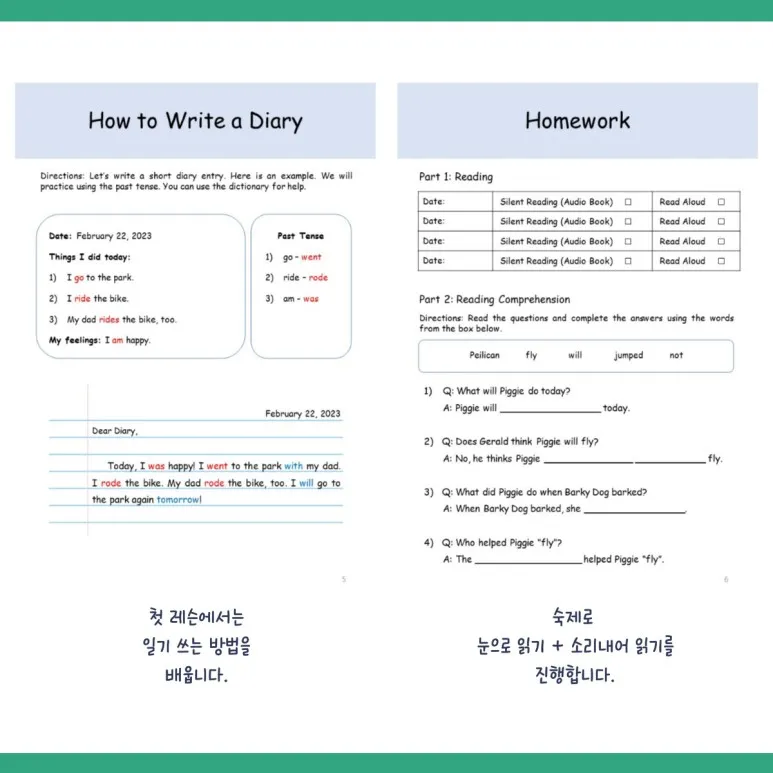 How to Write a Diary
Directions: Let's write a short diary entry. Here is an example. We will
practice using the past tense. You can use the dictionary for help.
Date: February 22, 2023
Things I did today:
1) I go to the park.
2) I ride the bike.
3) My dad rides the bike, too.
My feelings: I am happy.
Past Tense
1) go - went
2) ride - rode
3) am - was
February 22, 2023
Dear Diary,
Today, I was happy! I went to the park with my dad.
I rode the bike. My dad rode the bike, too. I will go to
the park again tomorrow!
5
첫 레슨에서는
일기 쓰는 방법을
배웁니다.
Homework
Part 1: Reading
Date: Silent Reading (Audio Book) ☐ Read Aloud ☐
Date: Silent Reading (Audio Book) ☐ Read Aloud ☐
Date: Silent Reading (Audio Book) ☐ Read Aloud ☐
Date: Silent Reading (Audio Book) ☐ Read Aloud ☐
Part 2: Reading Comprehension
Directions: Read the questions and complete the answers using the words
from the box below.
Peilican fly will jumped not
1) Q: What will Piggie do today?
A: Piggie will ____________________ today.
2) Q: Does Gerald think Piggie will fly?
A: No, he thinks Piggie __________________ ______________ fly.
3) Q: What did Piggie do when Barky Dog barked?
A: When Barky Dog barked, she ____________________.
4) Q: Who helped Piggie "fly"?
A: The _____________________ helped Piggie "fly".
6
숙제로
눈으로 읽기 + 소리내어 읽기를
진행합니다.